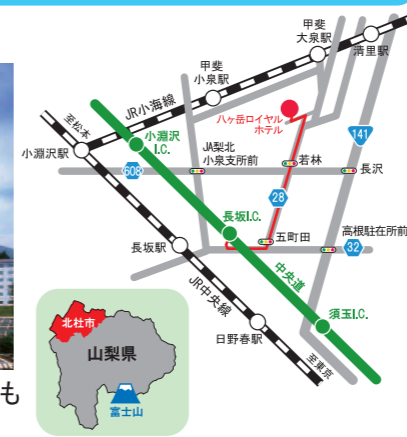 甲斐
大泉駅
清里駅
甲斐
小泉駅
JR小海線
八ヶ岳ロイヤル
ホテル
至松本
小淵沢
I.C.
141
小淵沢駅
JA梨北
小泉支所前
若林
長沢
608
28
長坂I.C.
五町田
高根駐在所前
32
長坂駅
中央道
JR中央線
須玉I.C.
日野春駅
至東京
北杜市
山梨県
富士山
も